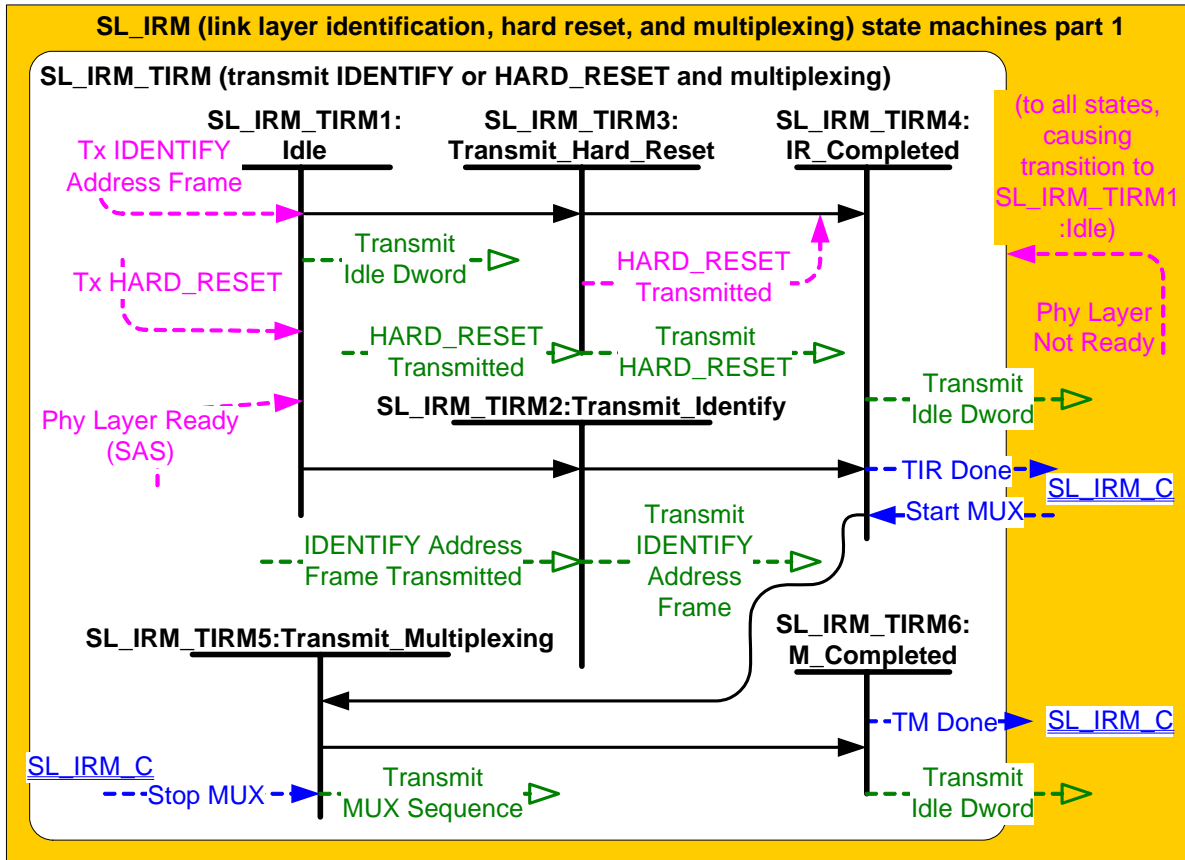 SL_IRM (link layer identification, hard reset, and multiplexing) state machines part 1
SL_IRM_TIRM (transmit IDENTIFY or HARD_RESET and multiplexing)
SL_IRM_TIRM1:
Idle
SL_IRM_TIRM3:
Transmit_Hard_Reset
SL_IRM_TIRM4:
IR_Completed
(to all states,
causing
transition to
SL_IRM_TIRM1
:Idle)
Tx IDENTIFY
Address Frame
Transmit
Idle Dword
HARD_RESET
Transmitted
Tx HARD_RESET
Phy Layer
Not Ready
HARD_RESET
Transmitted
Transmit
HARD_RESET
Transmit
Idle Dword
Phy Layer Ready
(SAS)
SL_IRM_TIRM2:Transmit_Identify
TIR Done
SL_IRM_C
Start MUX
IDENTIFY Address
Frame Transmitted
Transmit
IDENTIFY
Address
Frame
SL_IRM_TIRM5:Transmit_Multiplexing
SL_IRM_TIRM6:
M_Completed
TM Done
SL_IRM_C
SL_IRM_C
Stop MUX
Transmit
MUX Sequence
Transmit
Idle Dword